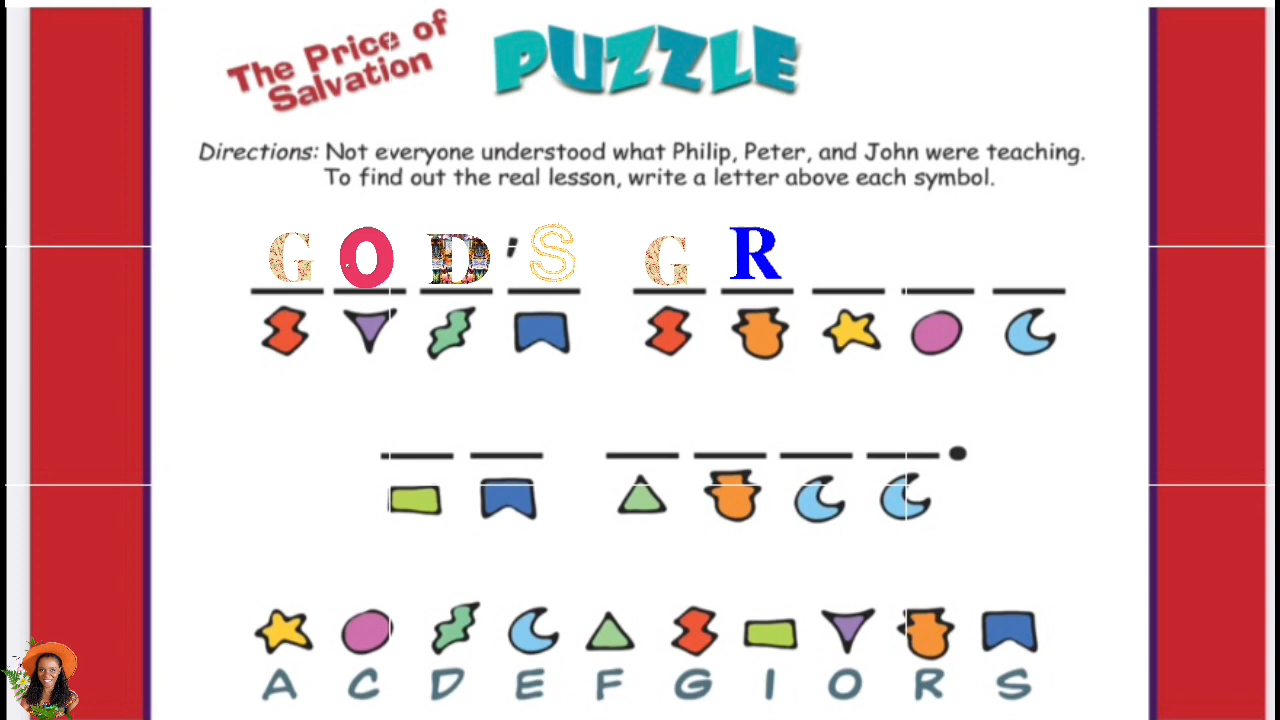 The Price of
Salvation
PUZZLE
Directions: Not everyone understood what Philip, Peter, and John were teaching.
To find out the real lesson, write a letter above each symbol.
GOD'S GR
.
A C D E F G I O R S